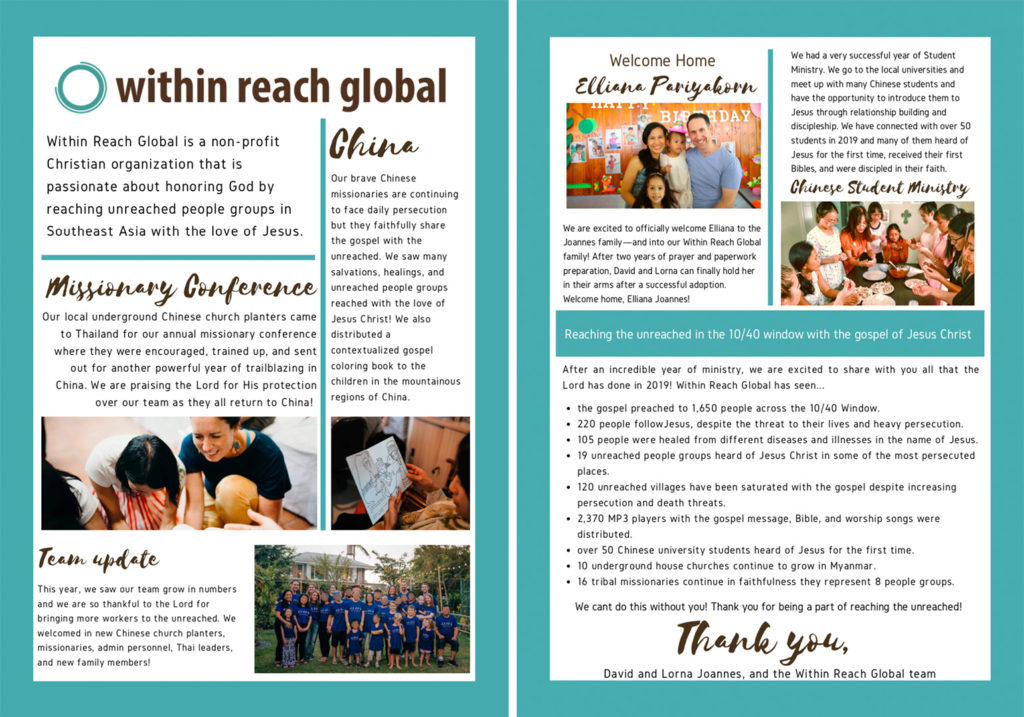 within reach global
Within Reach Global is a non-profit
Christian organization that is
passionate about honoring God by
reaching unreached people groups in
Southeast Asia with the love of Jesus.
Missionary Conference
Our local underground Chinese church planters came
to Thailand for our annual missionary conference
where they were encouraged, trained up, and sent
out for another powerful year of trailblazing in
China. We are praising the Lord for His protection
over our team as they all return to China!
China
Our brave Chinese
missionaries are continuing
to face daily persecution
but they faithfully share
the gospel with the
unreached. We saw many
salvations, healings, and
unreached people groups
reached with the love of
Jesus Christ! We also
distributed a
contextualized gospel
coloring book to the
children in the mountainous
regions of China.
Team update
This year, we saw our team grow in numbers
and we are so thankful to the Lord for
bringing more workers to the unreached. We
welcomed in new Chinese church planters,
missionaries, admin personnel, Thai leaders,
and new family members!
Welcome Home
Elliana Pariyakorn
HAPPY
BIRTHDAY
We are excited to officially welcome Elliana to the
Joannes family—and into our Within Reach Global
family! After two years of prayer and paperwork
preparation, David and Lorna can finally hold her
in their arms after a successful adoption.
Welcome home, Elliana Joannes!
We had a very successful year of Student
Ministry. We go to the local universities and
meet up with many Chinese students and
have the opportunity to introduce them to
Jesus through relationship building and
discipleship. We have connected with over 50
students in 2019 and many of them heard of
Jesus for the first time, received their first
Bibles, and were discipled in their faith.
Chinese Student Ministry
Reaching the unreached in the 10/40 window with the gospel of Jesus Christ
After an incredible year of ministry, we are excited to share with you all that the
Lord has done in 2019! Within Reach Global has seen...
• the gospel preached to 1,650 people across the 10/40 Window.
• 220 people followJesus, despite the threat to their lives and heavy persecution.
• 105 people were healed from different diseases and illnesses in the name of Jesus.
• 19 unreached people groups heard of Jesus Christ in some of the most persecuted
places.
• 120 unreached villages have been saturated with the gospel despite increasing
persecution and death threats.
• 2,370 MP3 players with the gospel message, Bible, and worship songs were
distributed.
• over 50 Chinese university students heard of Jesus for the first time.
• 10 underground house churches continue to grow in Myanmar.
• 16 tribal missionaries continue in faithfulness they represent 8 people groups.
We cant do this without you! Thank you for being a part of reaching the unreached!
Thank you,
David and Lorna Joannes, and the Within Reach Global team